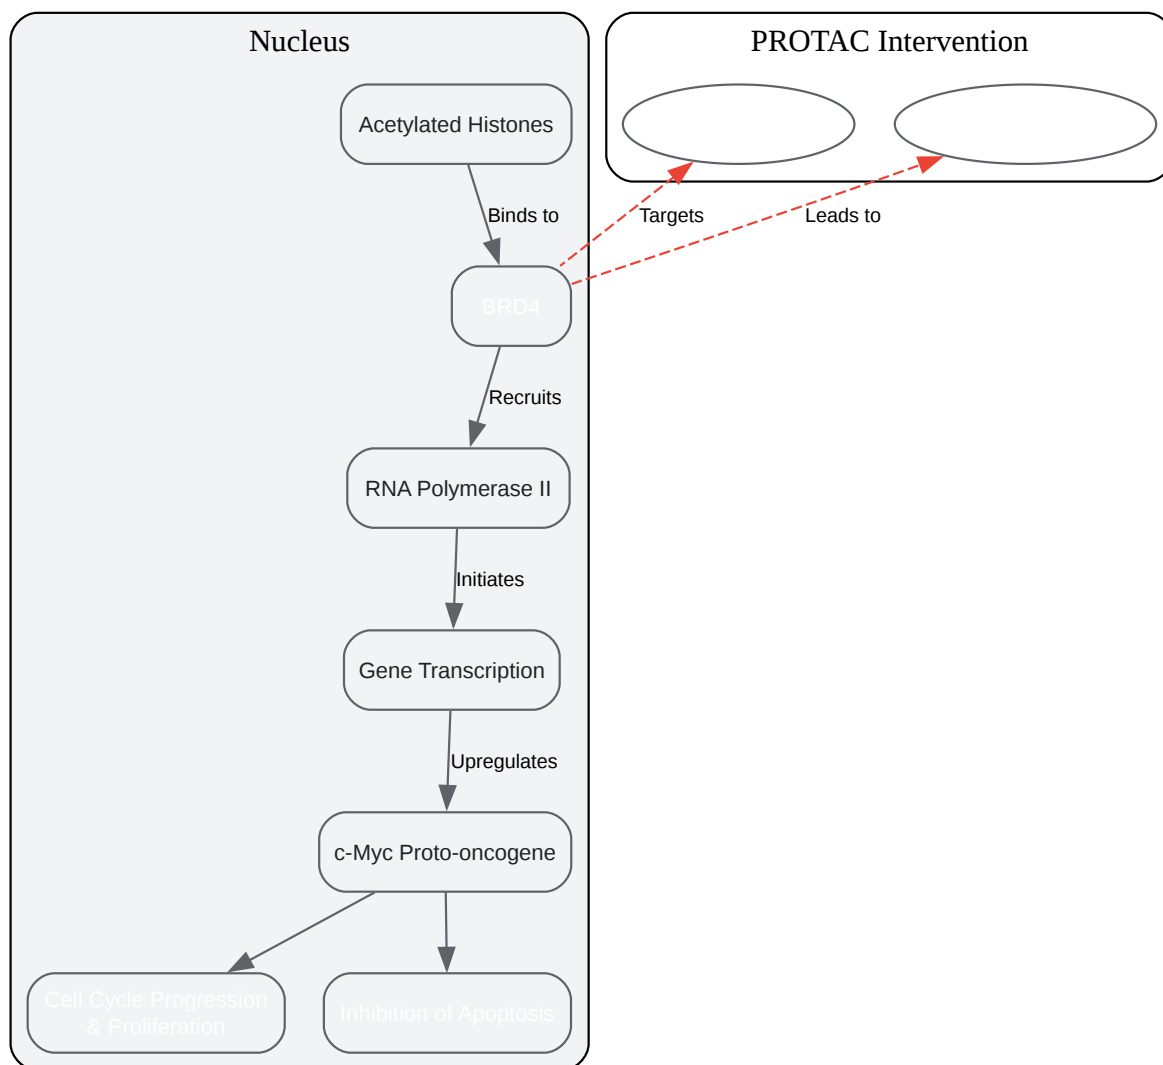 Nucleus
PROTAC Intervention
Acetylated Histones
Binds to
Targets
Leads to
BRD4
Recruits
RNA Polymerase II
Initiates
Gene Transcription
Upregulates
c-Myc Proto-oncogene
Cell Cycle Progression
& Proliferation
Inhibition of Apoptosis